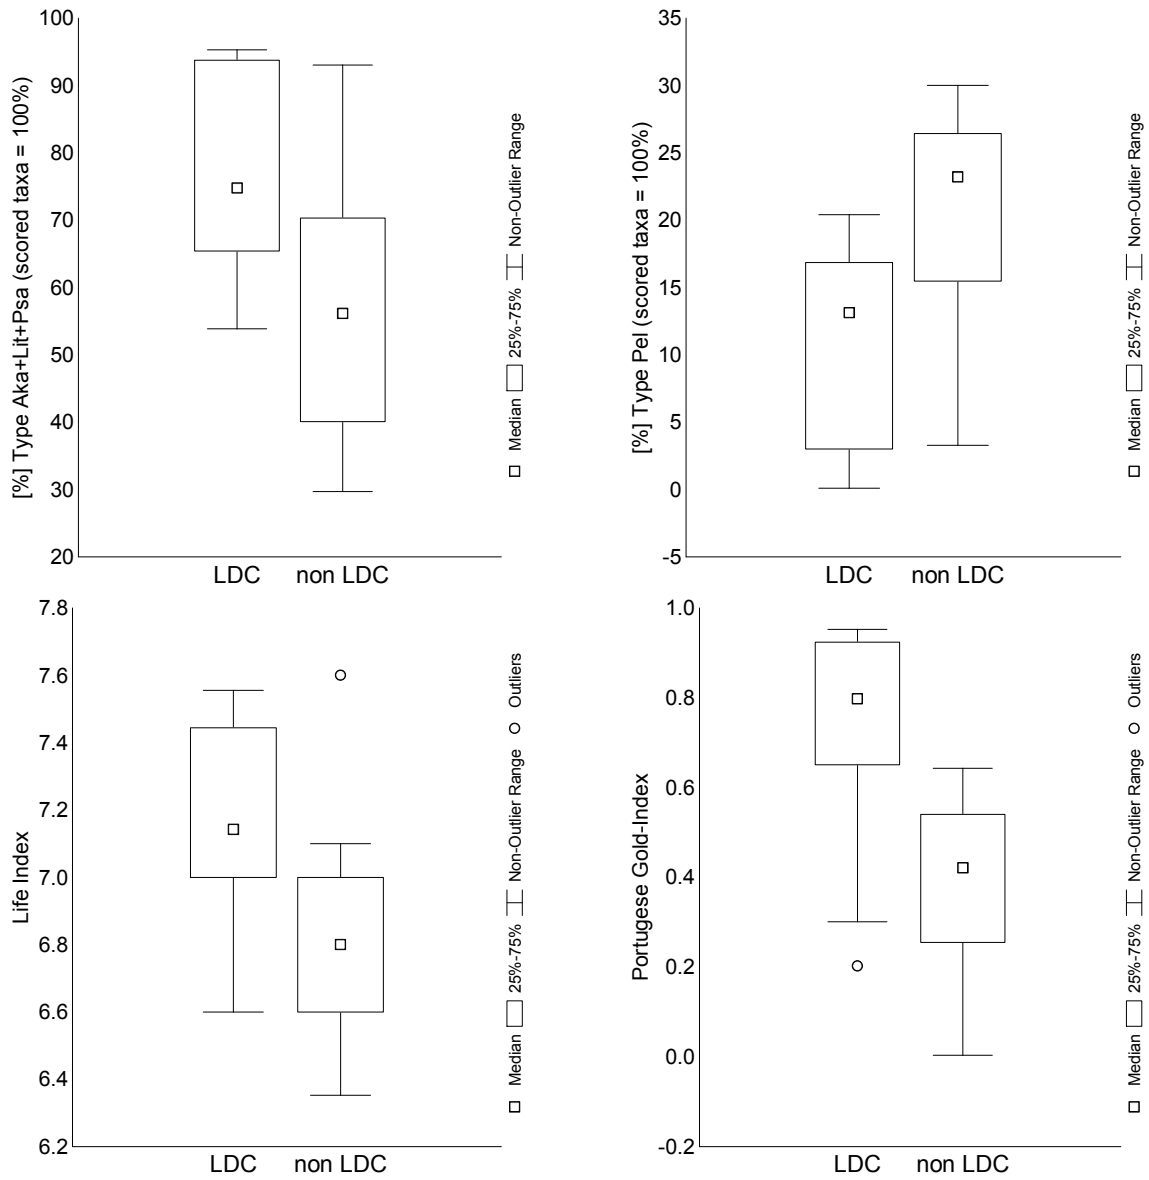 100
90
80
70
60
50
40
30
20
[%] Type Aka+Lit+Psa (scored taxa = 100%)
LDC non LDC
Median 25%-75% Non-Outlier Range
35
30
25
20
15
10
5
0
-5
[%] Type Pel (scored taxa = 100%)
LDC non LDC
Median 25%-75% Non-Outlier Range
7.8
7.6
7.4
7.2
7.0
6.8
6.6
6.4
6.2
Life Index
LDC non LDC
Median 25%-75% Non-Outlier Range Outliers
1.0
0.8
0.6
0.4
0.2
0.0
-0.2
Portugese Gold-Index
LDC non LDC
Median 25%-75% Non-Outlier Range Outliers